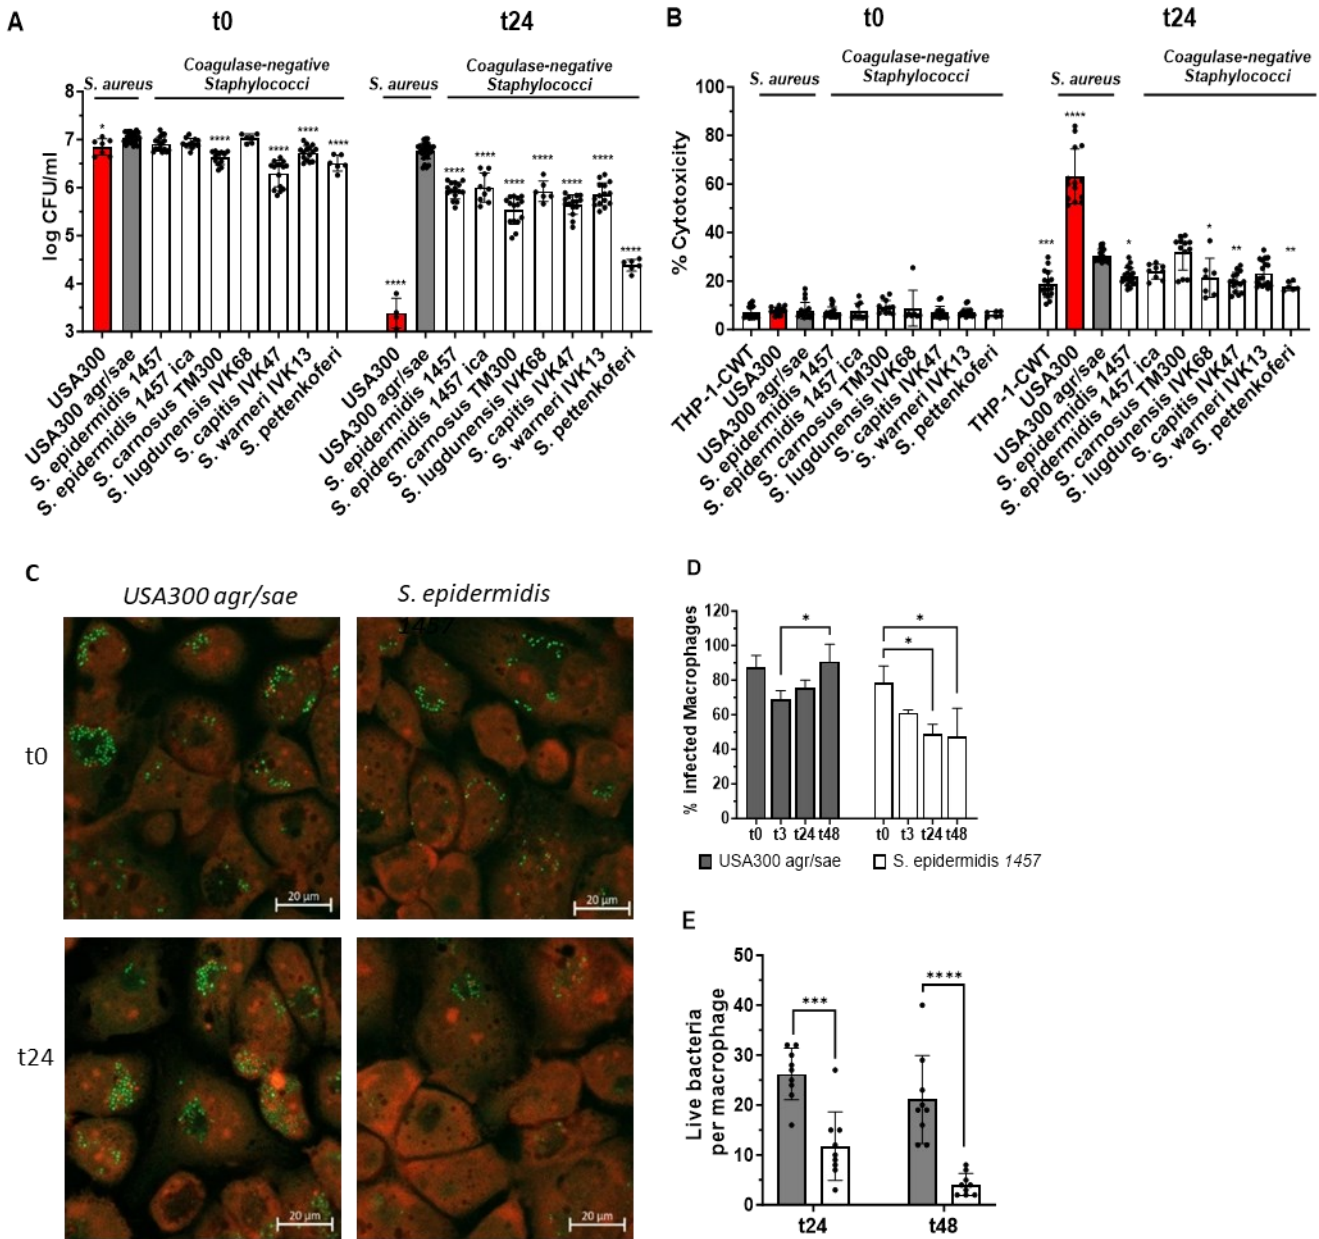 A
t0
t24
S. aureus
Coagulase-negative
Staphylococci
S. aureus
Coagulase-negative
Staphylococci
log CFU/ml
8
7
6
5
4
3
*
****
****
****
****
****
****
****
****
****
****
****
****
USA300
USA300 agr/sae
S. epidermidis 1457
S. epidermidis 1457 ica
S. carnosus TM300
S. lugdunensis IVK68
S. capitis IVK47
S. warneri IVK13
S. pettenkoferi
USA300
USA300 agr/sae
S. epidermidis 1457
S. epidermidis 1457 ica
S. carnosus TM300
S. lugdunensis IVK68
S. capitis IVK47
S. warneri IVK13
S. pettenkoferi
B
t0
t24
S. aureus
Coagulase-negative
Staphylococci
S. aureus
Coagulase-negative
Staphylococci
% Cytotoxicity
100
80
60
40
20
0
***
****
*
*
**
**
THP-1-CWT
USA300
USA300 agr/sae
S. epidermidis 1457
S. epidermidis 1457 ica
S. carnosus TM300
S. lugdunensis IVK68
S. capitis IVK47
S. warneri IVK13
S. pettenkoferi
THP-1-CWT
USA300
USA300 agr/sae
S. epidermidis 1457
S. epidermidis 1457 ica
S. carnosus TM300
S. lugdunensis IVK68
S. capitis IVK47
S. warneri IVK13
S. pettenkoferi
C
USA300 agr/sae
S. epidermidis
1457
t0
20 µm
20 µm
t24
20 µm
20 µm
D
% Infected Macrophages
120
100
80
60
40
20
0
*
*
*
t0 t3 t24 t48
t0 t3 t24 t48
USA300 agr/sae
S. epidermidis 1457
E
Live bacteria
per macrophage
50
40
30
20
10
0
***
****
t24
t48